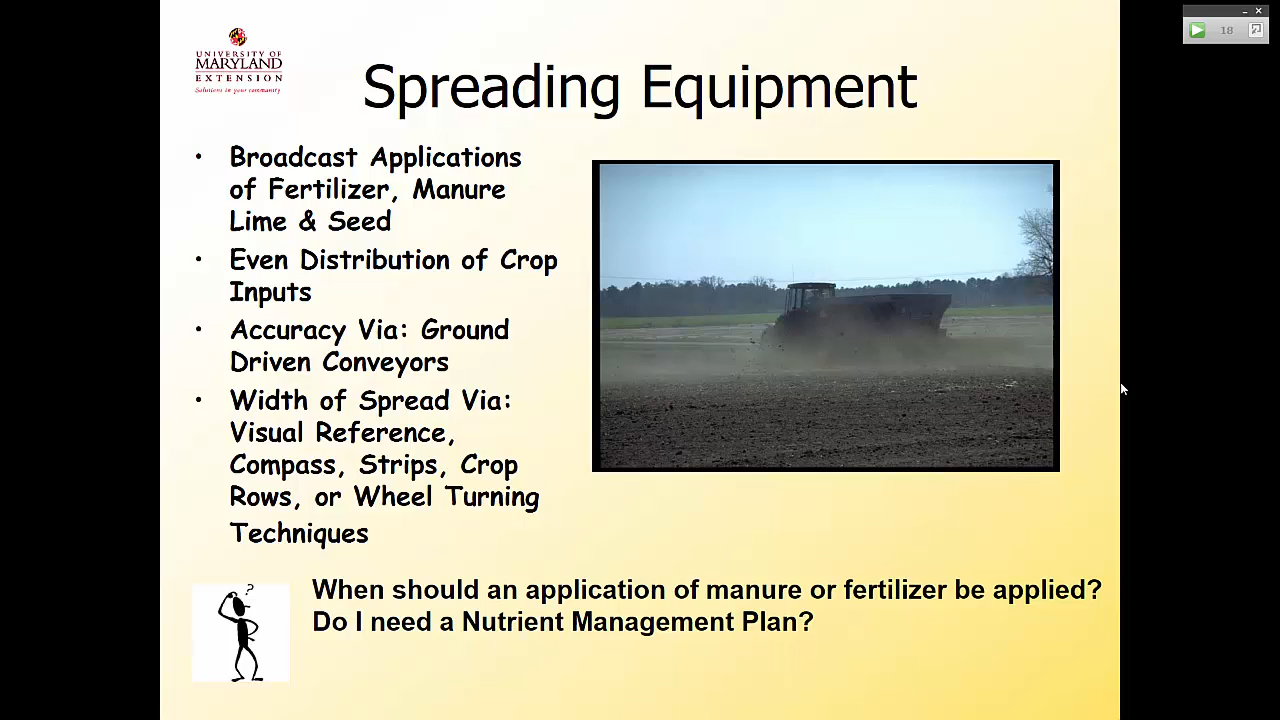 UNIVERSITY OF
MARYLAND
EXTENSION
Solutions in your community
Spreading Equipment
• Broadcast Applications
of Fertilizer, Manure
Lime & Seed
• Even Distribution of Crop
Inputs
• Accuracy Via: Ground
Driven Conveyors
• Width of Spread Via:
Visual Reference,
Compass, Strips, Crop
Rows, or Wheel Turning
Techniques
?
When should an application of manure or fertilizer be applied?
Do I need a Nutrient Management Plan?
18